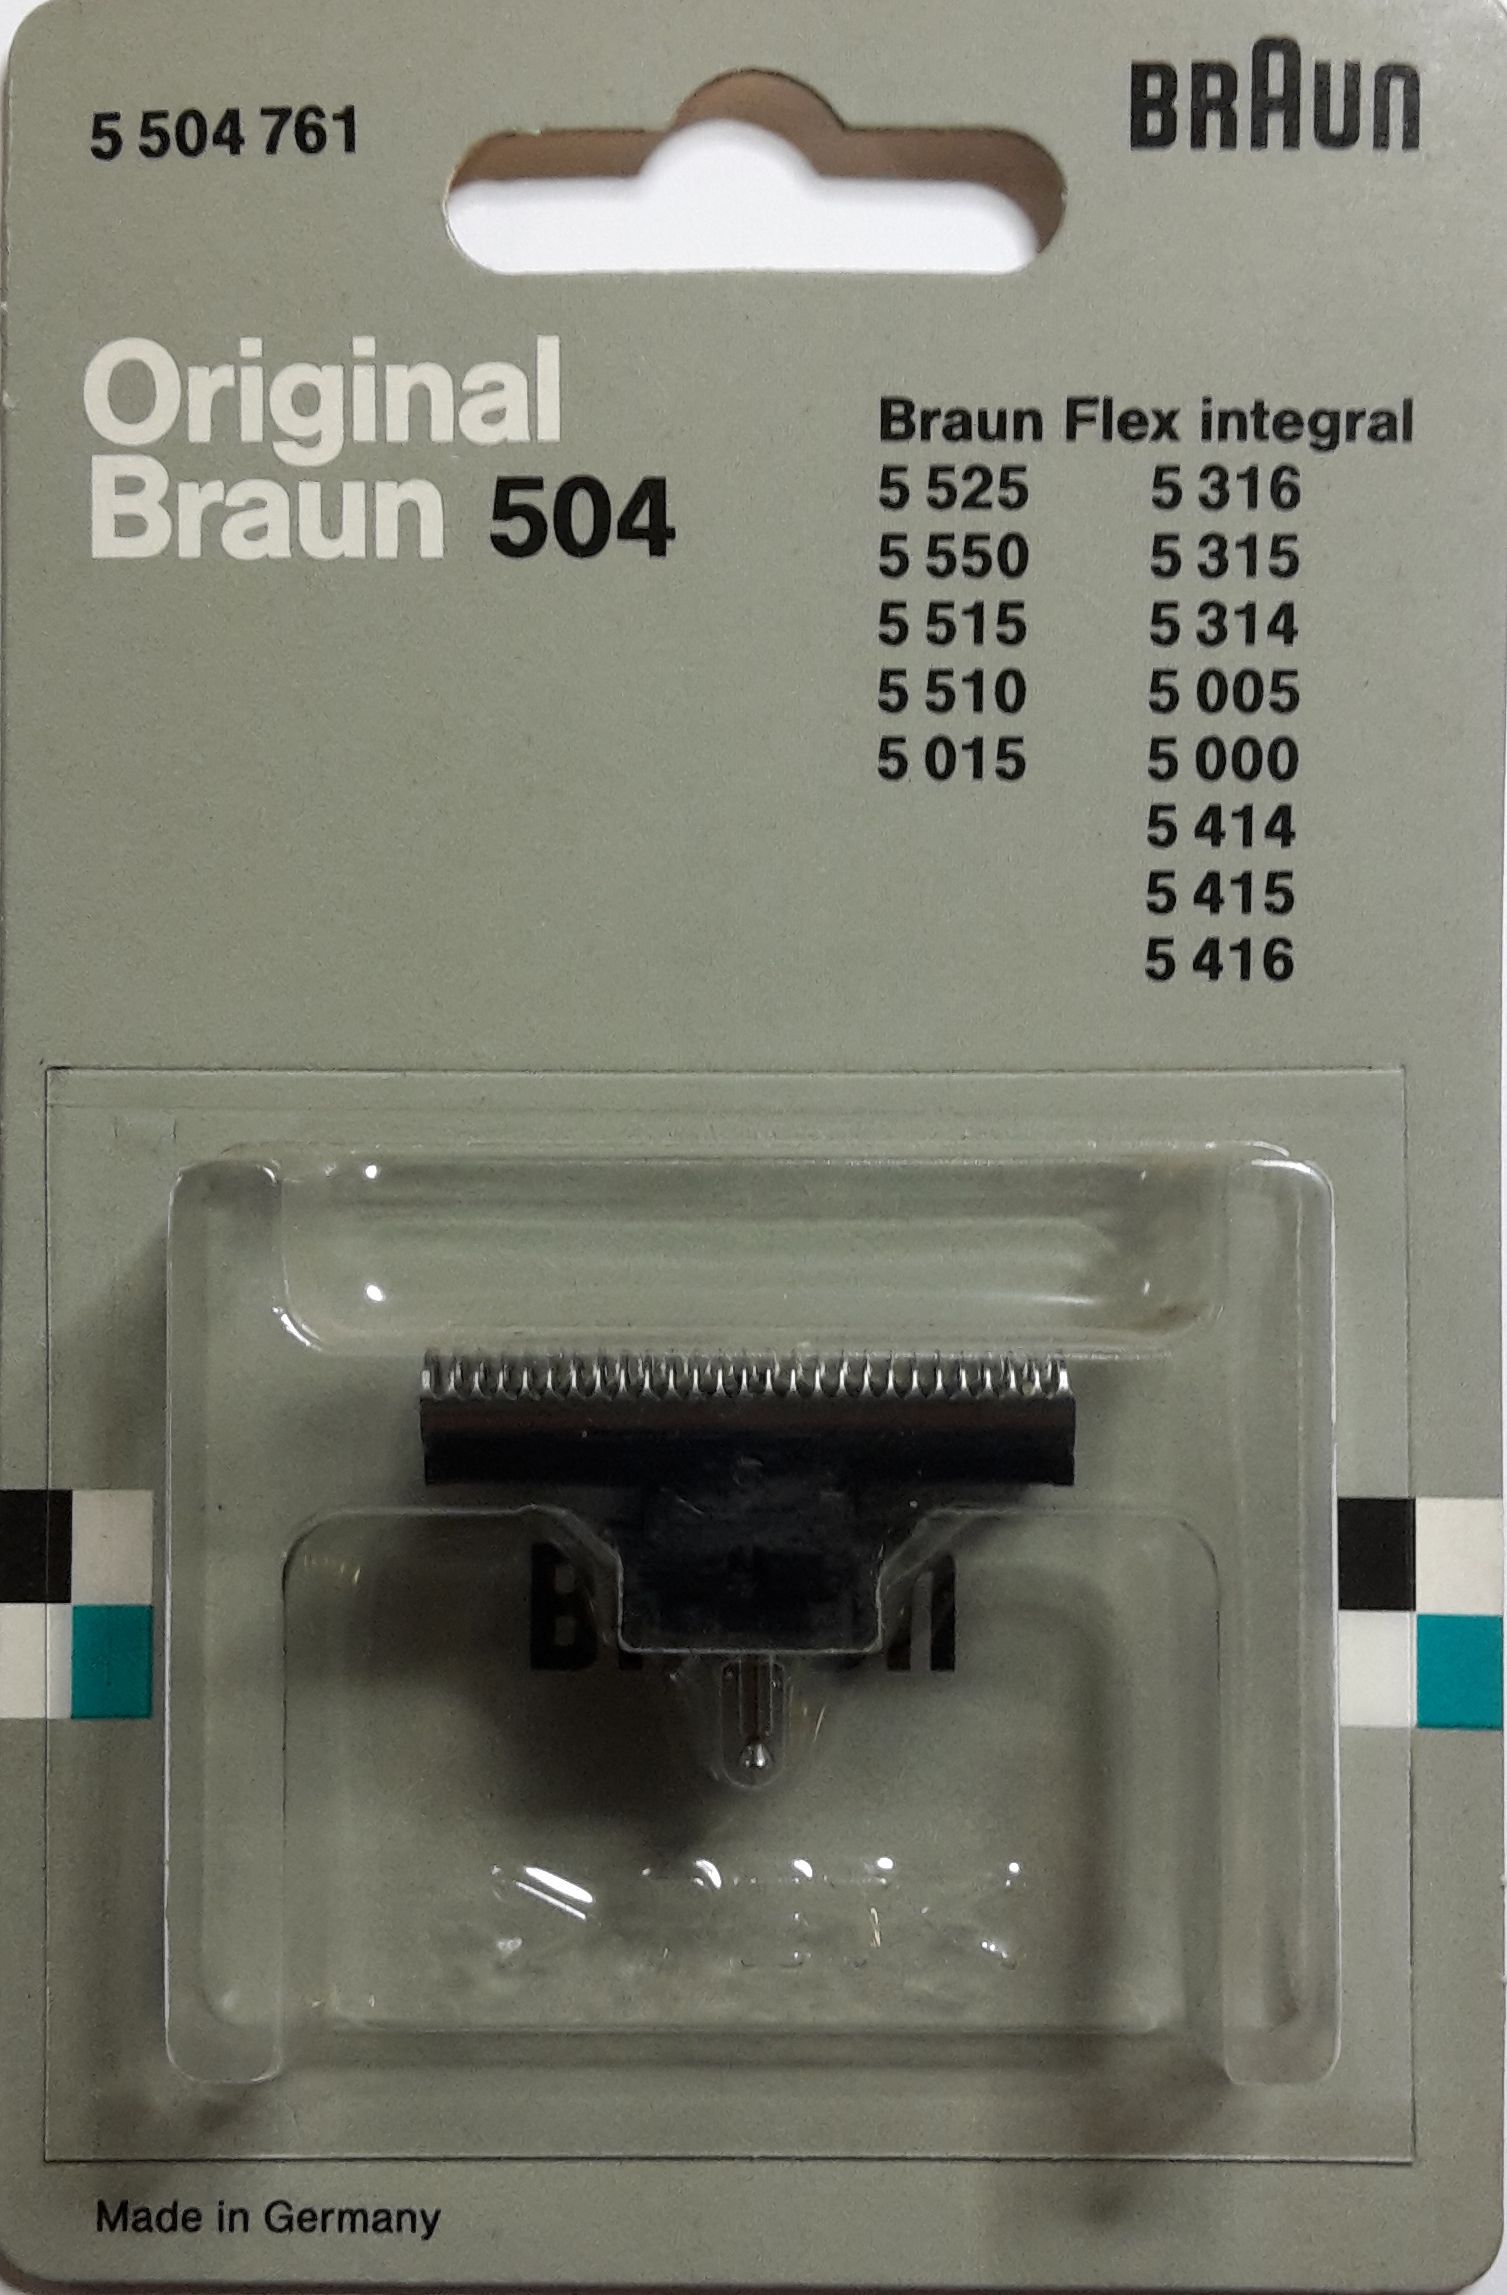 5 504 761
BRAUN
Original
Braun 504
Braun Flex integral
5 525 5 316
5 550 5 315
5 515 5 314
5 510 5 005
5 015 5 000
5 414
5 415
5 416
Made in Germany